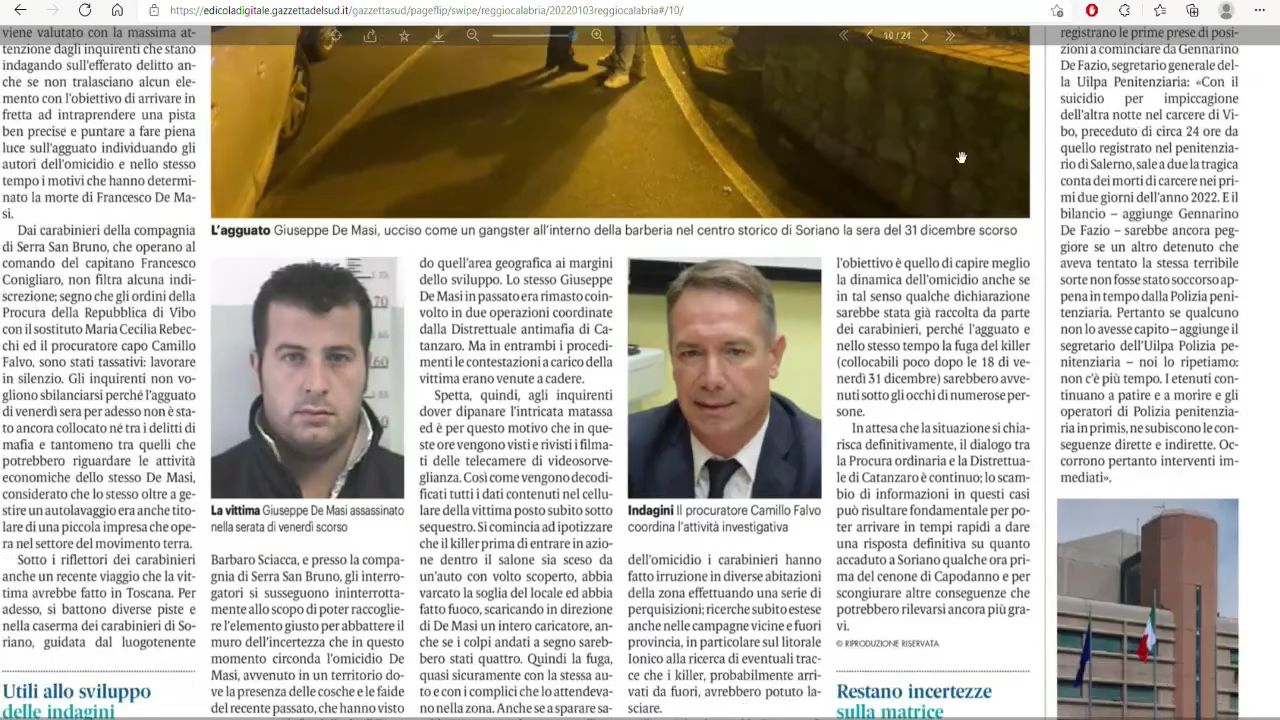 https://edicoladigitale.gazzettadelsud.it/gazzettasud/pageflip/swipe/reggiocalabria/20220103reggiocalabria#/10/
10 / 24
viene valutato con la massima at-
tenzione dagli inquirenti che stano
indagando sull'efferato delitto an-
che se non tralasciano alcun ele-
mento con l'obiettivo di arrivare in
fretta ad intraprendere una pista
ben precise e puntare a fare piena
luce sull'agguato individuando gli
autori dell'omicidio e nello stesso
tempo i motivi che hanno determi-
nato la morte di Francesco De Ma-
si.
Dai carabinieri della compagnia
di Serra San Bruno, che operano al
comando del capitano Francesco
Conigliaro, non filtra alcuna indi-
screzione; segno che gli ordini della
Procura della Repubblica di Vibo
con il sostituto Maria Cecilia Rebec-
chi ed il procuratore capo Camillo
Falvo, sono stati tassativi: lavorare
in silenzio. Gli inquirenti non vo-
gliono sbilanciarsi perché l'agguato
di venerdì sera per adesso non è sta-
to ancora collocato né tra i delitti di
mafia e tantomeno tra quelli che
potrebbero riguardare le attività
economiche dello stesso De Masi,
considerato che lo stesso oltre a ge-
stire un autolavaggio era anche tito-
lare di una piccola impresa che ope-
ra nel settore del movimento terra.
Sotto i riflettori dei carabinieri
anche un recente viaggio che la vit-
tima avrebbe fatto in Toscana. Per
adesso, si battono diverse piste e
nella caserma dei carabinieri di So-
riano, guidata dal luogotenente
Utili allo sviluppo
delle indagini
L'agguato Giuseppe De Masi, ucciso come un gangster all'interno della barberia nel centro storico di Soriano la sera del 31 dicembre scorso
70
60
La vittima Giuseppe De Masi assassinato
nella serata di venerdì scorso
Barbaro Sciacca, e presso la compa-
gnia di Serra San Bruno, gli interro-
gatori si susseguono ininterrotta-
mente allo scopo di poter raccoglie-
re l'elemento giusto per abbattere il
muro dell'incertezza che in questo
momento circonda l'omicidio De
Masi, avvenuto in un territorio do-
ve la presenza delle cosche e le faide
del recente passato, che hanno visto
do quell'area geografica ai margini
dello sviluppo. Lo stesso Giuseppe
De Masi in passato era rimasto coin-
volto in due operazioni coordinate
dalla Distrettuale antimafia di Ca-
tanzaro. Ma in entrambi i procedi-
menti le contestazioni a carico della
vittima erano venute a cadere.
Spetta, quindi, agli inquirenti
dover dipanare l'intricata matassa
ed è per questo motivo che in que-
ste ore vengono visti e rivisti i filma-
ti delle telecamere di videosorve-
glianza. Così come vengono decodi-
ficati tutti i dati contenuti nel cellu-
lare della vittima posto subito sotto
sequestro. Si comincia ad ipotizzare
che il killer prima di entrare in azio-
ne dentro il salone sia sceso da
un'auto con volto scoperto, abbia
varcato la soglia del locale ed abbia
fatto fuoco, scaricando in direzione
di De Masi un intero caricatore, an-
che se i colpi andati a segno sareb-
bero stati quattro. Quindi la fuga,
quasi sicuramente con la stessa au-
to e con i complici che lo attendeva-
no nella zona. Anche se a sparare sa-
Indagini Il procuratore Camillo Falvo
coordina l'attività investigativa
dell'omicidio i carabinieri hanno
fatto irruzione in diverse abitazioni
della zona effettuando una serie di
perquisizioni; ricerche subito estese
anche nelle campagne vicine e fuori
provincia, in particolare sul litorale
Ionico alla ricerca di eventuali trac-
ce che i killer, probabilmente arri-
vati da fuori, avrebbero potuto la-
sciare.
l'obiettivo è quello di capire meglio
la dinamica dell'omicidio anche se
in tal senso qualche dichiarazione
sarebbe stata già raccolta da parte
dei carabinieri, perché l'agguato e
nello stesso tempo la fuga del killer
(collocabili poco dopo le 18 di ve-
nerdì 31 dicembre) sarebbero avve-
nuti sotto gli occhi di numerose per-
sone.
In attesa che la situazione si chia-
risca definitivamente, il dialogo tra
la Procura ordinaria e la Distrettua-
le di Catanzaro è continuo; lo scam-
bio di informazioni in questi casi
può risultare fondamentale per po-
ter arrivare in tempi rapidi a dare
una risposta definitiva su quanto
accaduto a Soriano qualche ora pri-
ma del cenone di Capodanno e per
scongiurare altre conseguenze che
potrebbero rilevarsi ancora più gra-
vi.
© RIPRODUZIONE RISERVATA
Restano incertezze
sulla matrice
registrano le prime prese di posi-
zioni a cominciare da Gennarino
De Fazio, segretario generale del-
la Uilpa Penitenziaria: «Con il
suicidio per impiccagione
dell'altra notte nel carcere di Vi-
bo, preceduto di circa 24 ore da
quello registrato nel penitenzia-
rio di Salerno, sale a due la tragica
conta dei morti di carcere nei pri-
mi due giorni dell'anno 2022. E il
bilancio – aggiunge Gennarino
De Fazio – sarebbe ancora peg-
giore se un altro detenuto che
aveva tentato la stessa terribile
sorte non fosse stato soccorso ap-
pena in tempo dalla Polizia peni-
tenziaria. Pertanto se qualcuno
non lo avesse capito – aggiunge il
segretario dell'Uilpa Polizia pe-
nitenziaria – noi lo ripetiamo:
non c'è più tempo. I etenuti con-
tinuano a patire e a morire e gli
operatori di Polizia penitenzia-
ria in primis, ne subiscono le con-
seguenze dirette e indirette. Oc-
corrono pertanto interventi im-
mediati».